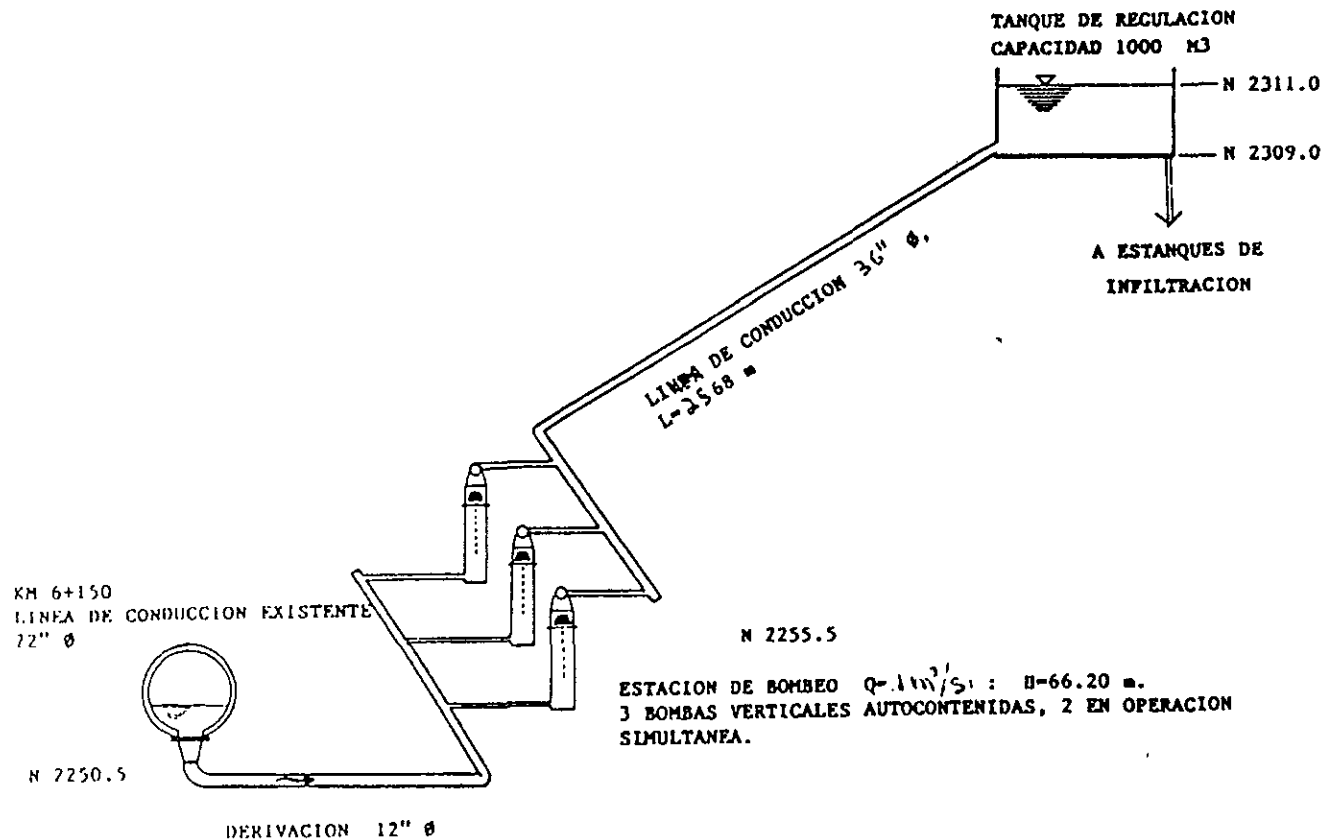 TANQUE DE REGULACION
CAPACIDAD 1000 M3
N 2311.0
N 2309.0
A ESTANQUES DE
INFILTRACION
LINEA DE CONDUCCION 36" Ø,
L=2568 m
KM 6+150
LINEA DE CONDUCCION EXISTENTE
72" Ø
N 2255.5
ESTACION DE BOMBEO Q= 1m³/s : H=66.20 m.
3 BOMBAS VERTICALES AUTOCONTENIDAS, 2 EN OPERACION
SIMULTANEA.
N 2250.5
DERIVACION 12" Ø